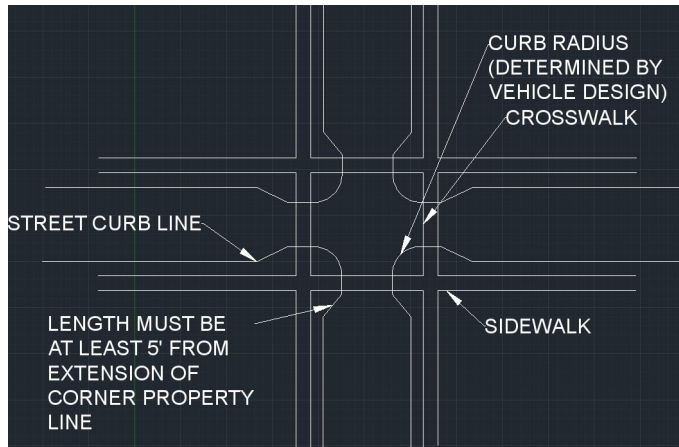 CURB RADIUS
(DETERMINED BY
VEHICLE DESIGN)
CROSSWALK
STREET CURB LINE
LENGTH MUST BE
AT LEAST 5' FROM
EXTENSION OF
CORNER PROPERTY
LINE
SIDEWALK